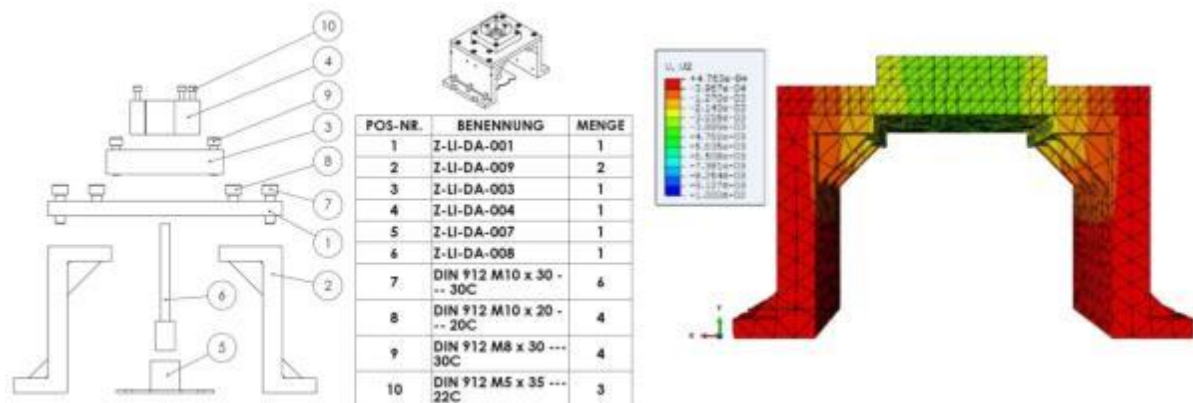 10
4
9
3
8
7
1
2
6
5
POS-NR. BENENNUNG MENGE
1 Z-LI-DA-001 1
2 Z-LI-DA-009 2
3 Z-LI-DA-003 1
4 Z-LI-DA-004 1
5 Z-LI-DA-007 1
6 Z-LI-DA-008 1
7 DIN 912 M10 x 30 - 6
-- 30C
8 DIN 912 M10 x 20 - 4
-- 20C
9 DIN 912 M8 x 30 --- 4
30C
10 DIN 912 M5 x 35 --- 3
22C
U, U2
Y